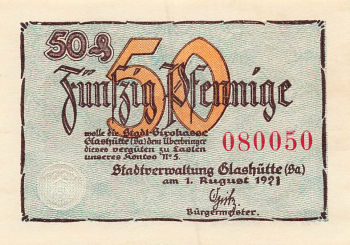 50 ₰
50
Fünfzig Pfennige
wolle die Stadt-Girokasse
Glashütte (Sa) dem Überbringer
dieses vergüten zu Lasten
unseres Kontos № 5.
080050
Stadtverwaltung Glashütte (Sa)
am 1. August 1921
Bürgermeister.